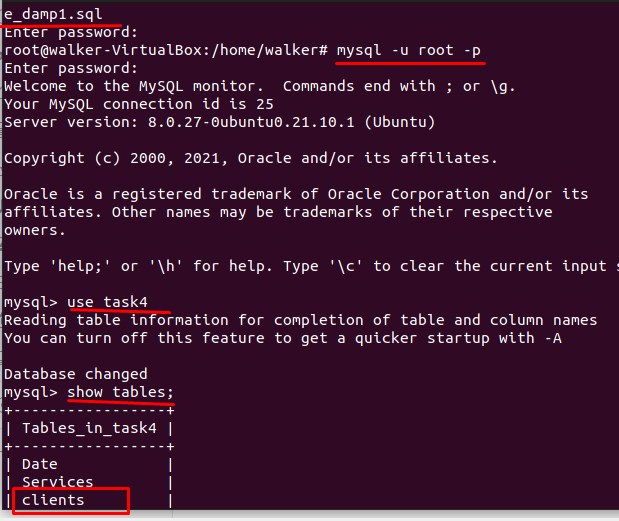 e_damp1.sql
Enter password:
root@walker-VirtualBox:/home/walker# mysql -u root -p
Enter password:
Welcome to the MySQL monitor.  Commands end with ; or \g.
Your MySQL connection id is 25
Server version: 8.0.27-0ubuntu0.21.10.1 (Ubuntu)
Copyright (c) 2000, 2021, Oracle and/or its affiliates.
Oracle is a registered trademark of Oracle Corporation and/or its
affiliates. Other names may be trademarks of their respective
owners.
Type 'help;' or '\h' for help. Type '\c' to clear the current input s
mysql> use task4
Reading table information for completion of table and column names
You can turn off this feature to get a quicker startup with -A
Database changed
mysql> show tables;
+-----------------+
| Tables_in_task4 |
+-----------------+
| Date            |
| Services        |
| clients         |